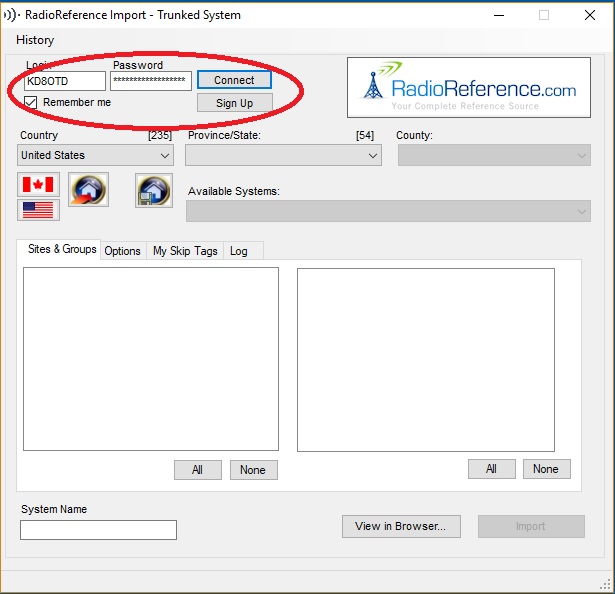 RadioReference Import - Trunked System
History
Login Password
KD8OTD ****************** Connect
Remember me Sign Up
RadioReference.com
Your Complete Reference Source
Country [235] Province/State: [54] County:
United States
Available Systems:
Sites & Groups Options My Skip Tags Log
All None All None
System Name
View in Browser... Import